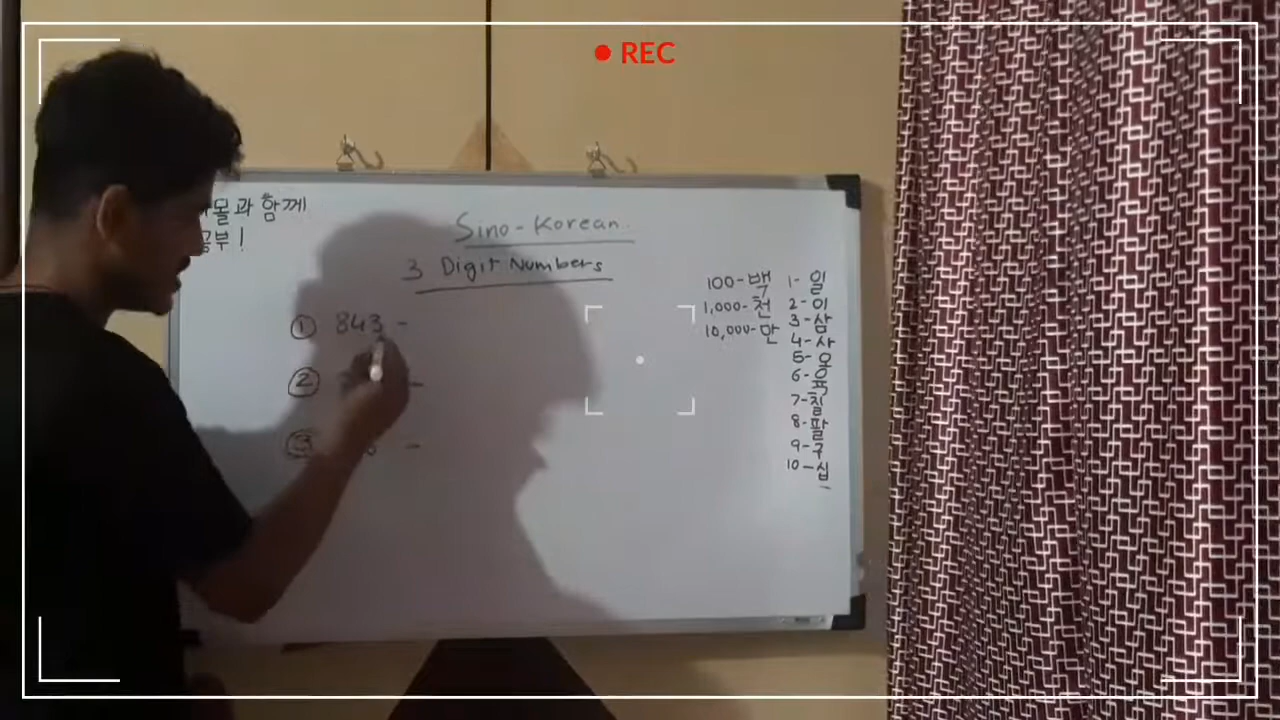 REC
과 함께
공부!
Sino-Korean
3 Digit Numbers
① 843 -
② -
③ -
100-백
1,000-천
10,000-만
1- 일
2-이
3-삼
4-사
5-오
6-육
7-칠
8-팔
9-구
10-십